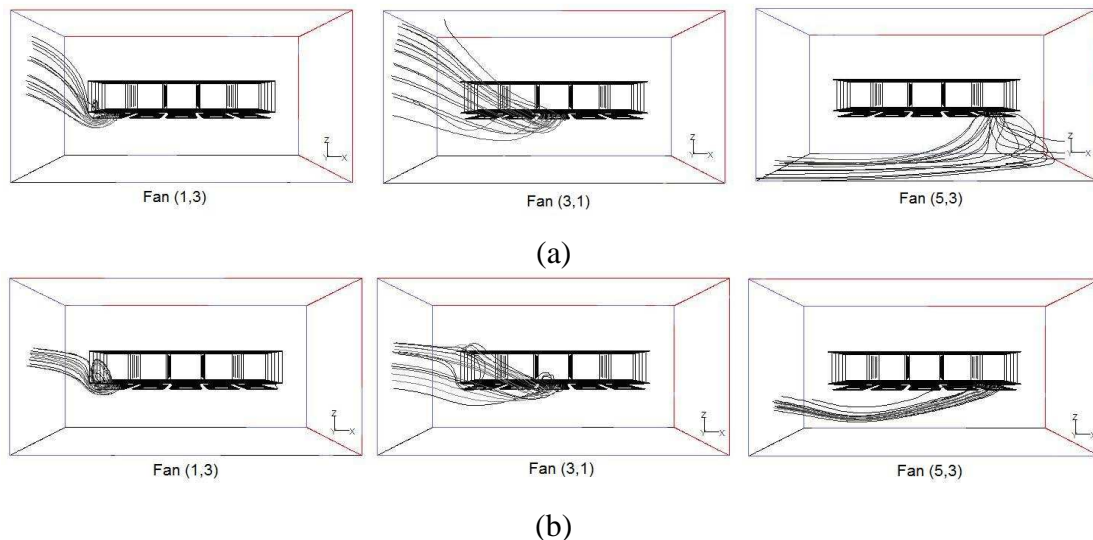 Z
Y X
Z
Y X
Z
Y X
Fan (1,3)
Fan (3,1)
Fan (5,3)
(a)
Z
Y X
Z
Y X
Z
Y X
Fan (1,3)
Fan (3,1)
Fan (5,3)
(b)